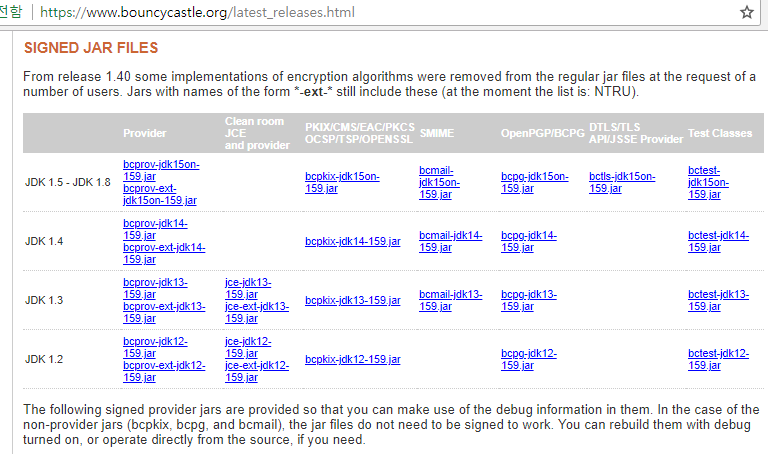 전함 https://www.bouncycastle.org/latest_releases.html
SIGNED JAR FILES
From release 1.40 some implementations of encryption algorithms were removed from the regular jar files at the request of a
number of users. Jars with names of the form *-ext-* still include these (at the moment the list is: NTRU).
Provider
Clean room
JCE
and provider
PKIX/CMS/EAC/PKCS
OCSP/TSP/OPENSSL
SMIME
OpenPGP/BCPG
DTLS/TLS
API/JSSE Provider
Test Classes
JDK 1.5 - JDK 1.8
bcprov-jdk15on-
159.jar
bcprov-ext-
jdk15on-159.jar
bcpkix-jdk15on-
159.jar
bcmail-
jdk15on-
159.jar
bcpg-jdk15on-
159.jar
bctls-jdk15on-
159.jar
bctest-
jdk15on-
159.jar
JDK 1.4
bcprov-jdk14-
159.jar
bcprov-ext-jdk14-
159.jar
bcpkix-jdk14-159.jar
bcmail-jdk14-
159.jar
bcpg-jdk14-
159.jar
bctest-jdk14-
159.jar
JDK 1.3
bcprov-jdk13-
159.jar
bcprov-ext-jdk13-
159.jar
jce-jdk13-
159.jar
jce-ext-jdk13-
159.jar
bcpkix-jdk13-159.jar
bcmail-jdk13-
159.jar
bcpg-jdk13-
159.jar
bctest-jdk13-
159.jar
JDK 1.2
bcprov-jdk12-
159.jar
bcprov-ext-jdk12-
159.jar
jce-jdk12-
159.jar
jce-ext-jdk12-
159.jar
bcpkix-jdk12-159.jar
bcpg-jdk12-
159.jar
bctest-jdk12-
159.jar
The following signed provider jars are provided so that you can make use of the debug information in them. In the case of the
non-provider jars (bcpkix, bcpg, and bcmail), the jar files do not need to be signed to work. You can rebuild them with debug
turned on, or operate directly from the source, if you need.